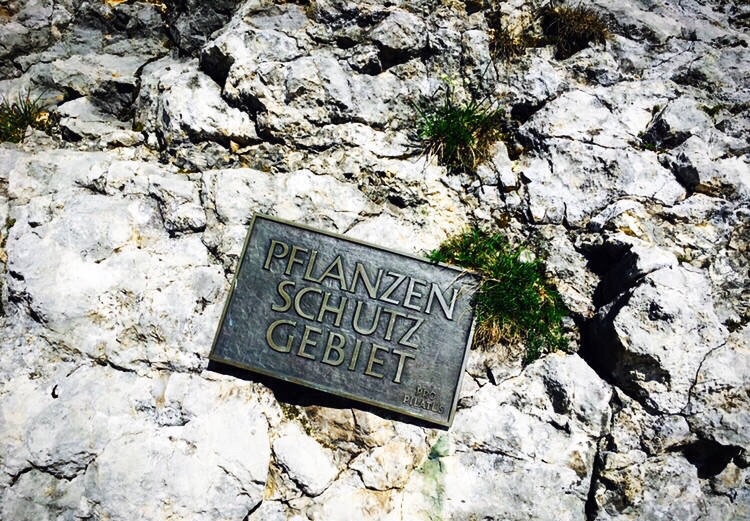 PFLANZEN
SCHUTZ
GEBIET
PRO
PILATUS